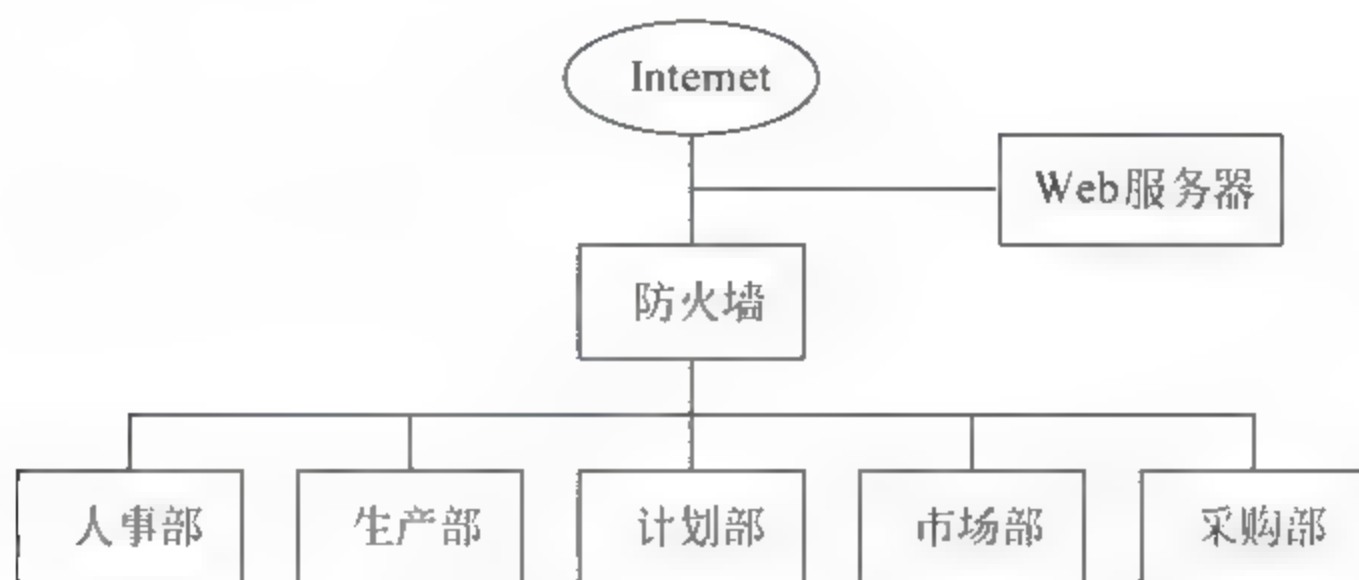 Internet
Web服务器
防火墙
人事部
生产部
计划部
市场部
采购部